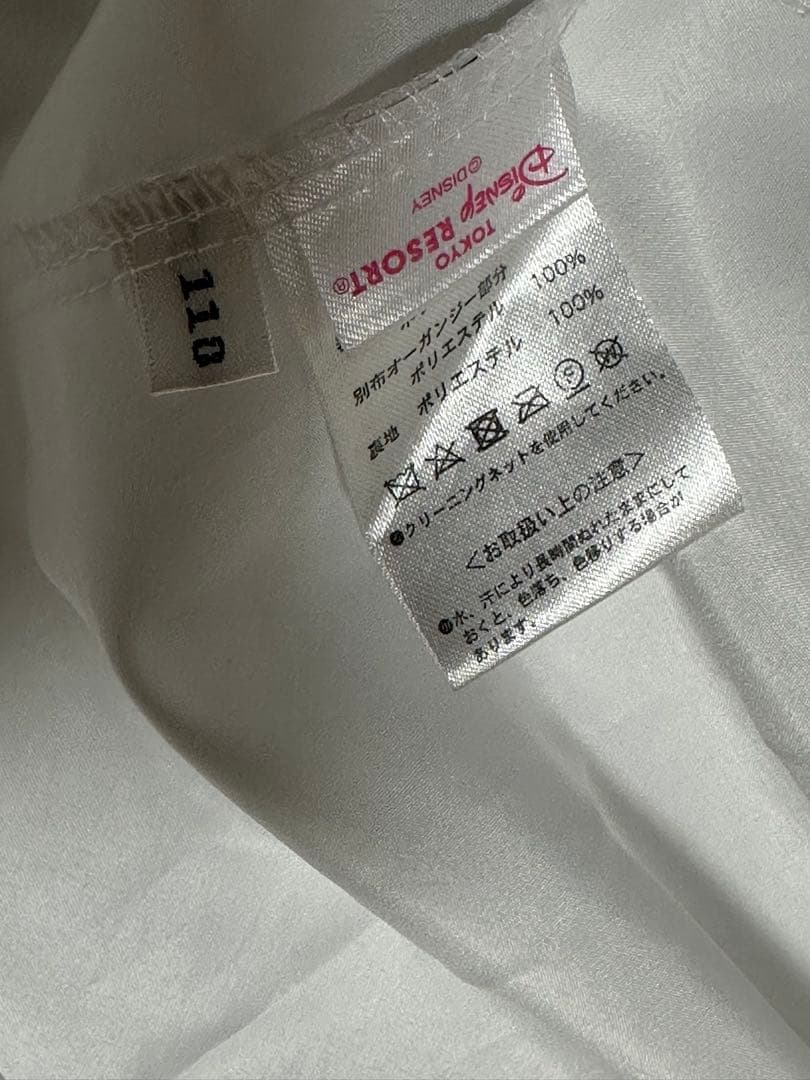 110
Disney
© DISNEY
TOKYO
RESORT®
別布オーガンジー部分
ポリエステル 100%
裏地 ポリエステル 100%
●クリーニングネットを使用してください。
<お取扱い上の注意>
●水、汗により長時間ぬれたままにして
おくと、色落ち、色移りする場合が
あります。